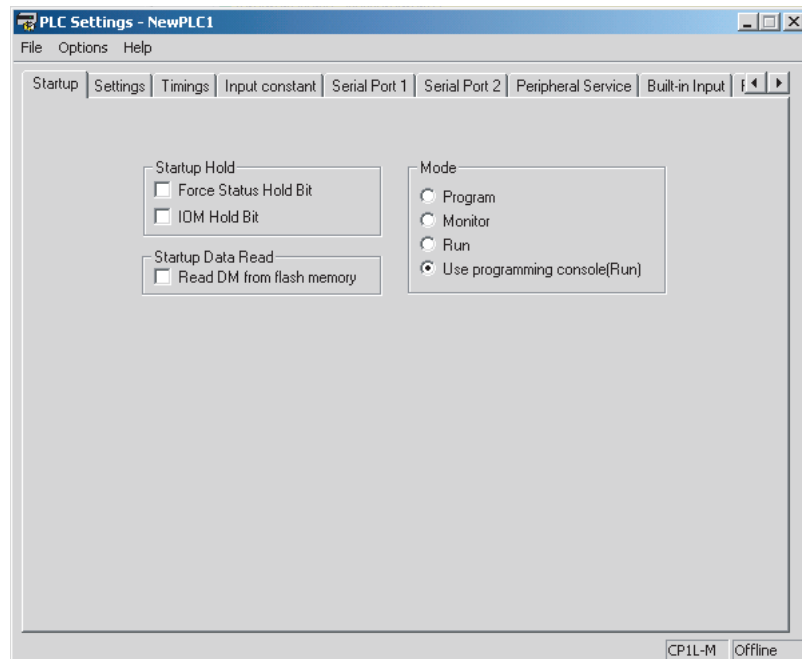 PLC Settings - NewPLC1
File Options Help
Startup Settings Timings Input constant Serial Port 1 Serial Port 2 Peripheral Service Built-in Input
Startup Hold
Force Status Hold Bit
IOM Hold Bit
Startup Data Read
Read DM from flash memory
Mode
Program
Monitor
Run
Use programming console(Run)
CP1L-M Offline